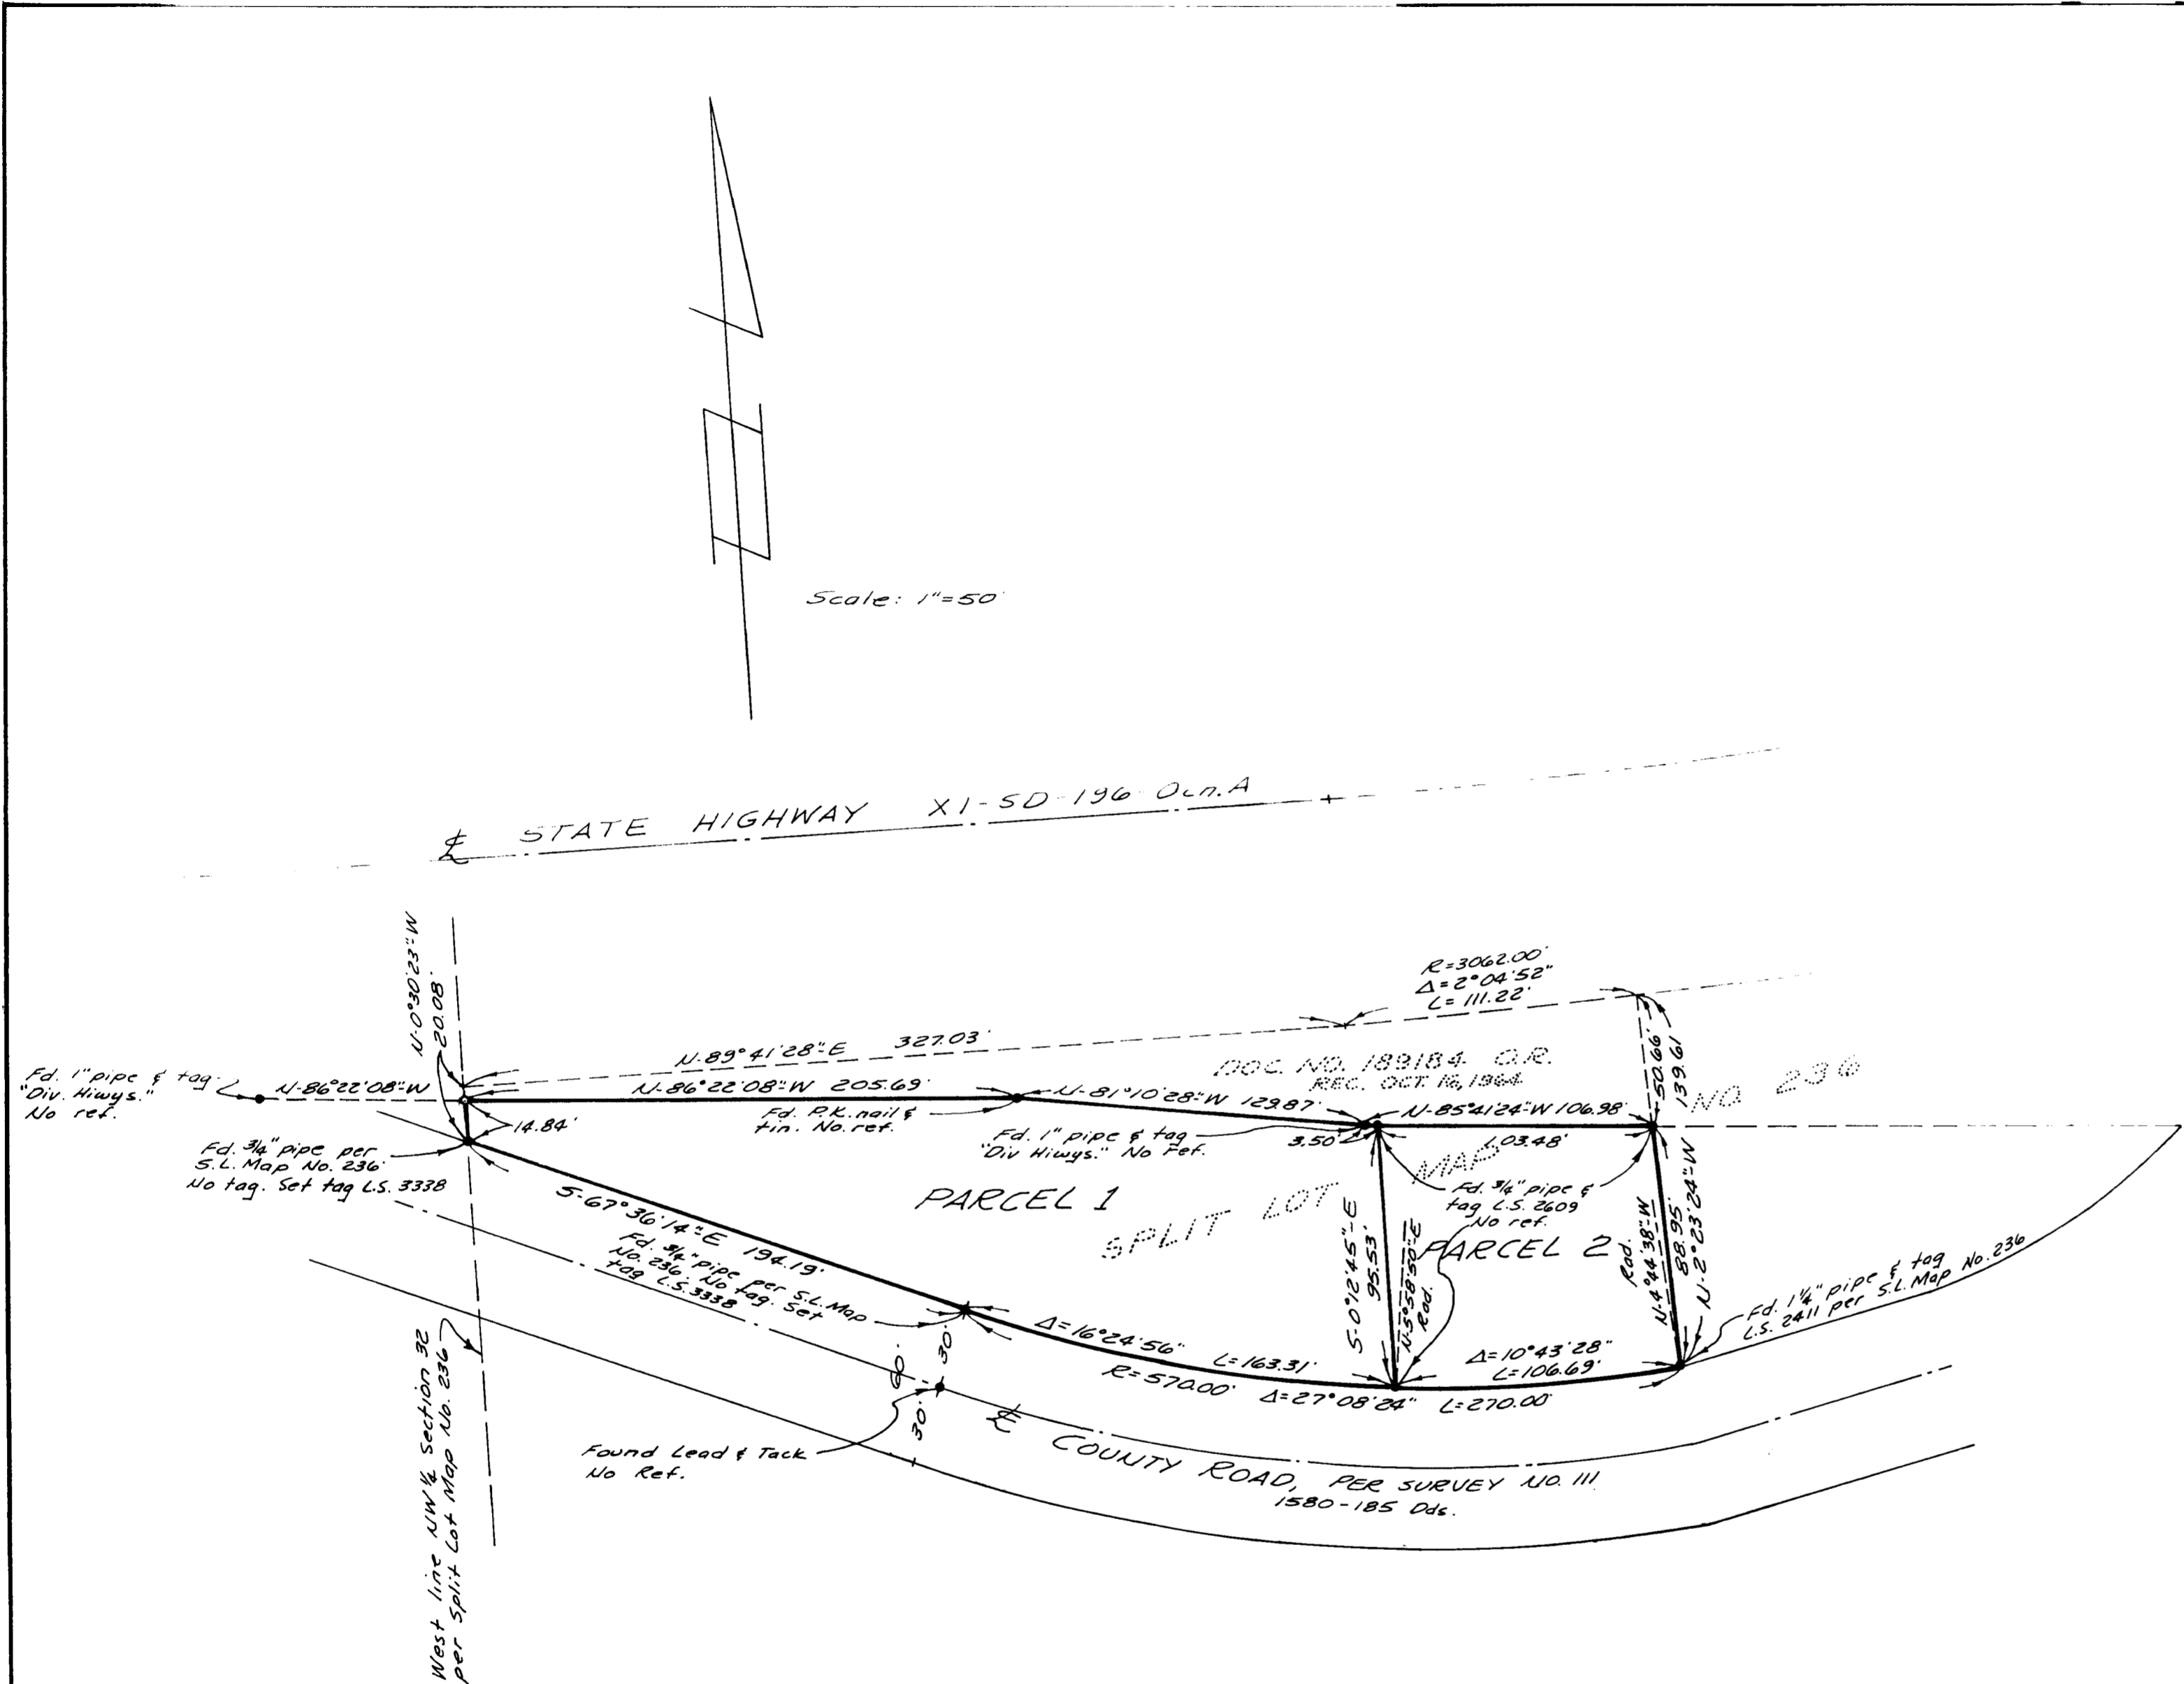 Scale: 1"=50'
℄ STATE HIGHWAY XI-SD-196 Ocn.A
N-0°30'23"-W
20.08'
R=3062.00'
Δ=2°04'52"
L=111.22'
N-89°41'28"-E 327.03'
DOC. NO. 189184 O.R.
REC. OCT. 16, 1964
50.66'
139.61'
Fd. 1" pipe & tag
"Div. Hiwys."
No ref.
N-86°22'08"-W
N-86°22'08"-W 205.69'
N-81°10'28"-W 129.87'
N-85°41'24"-W 106.98'
Fd. P.K. nail &
tin. No. ref.
14.84'
Fd. 1" pipe & tag
"Div Hiwys." No Fef.
3.50'
103.48'
Fd. 3/4" pipe per
S.L. Map No. 236
No tag. Set tag L.S. 3338
PARCEL 1
SPLIT LOT MAP NO. 236
Fd. 3/4" pipe &
tag L.S. 2609
No ref.
PARCEL 2
S-67°36'14"-E 194.19'
Fd. 3/4" pipe per S.L. Map
No. 236. No tag. Set
tag L.S. 3338
S-0°12'45"-E
95.53'
N-5°58'50"-E
Rad.
Rad.
N-4°44'38"-W
88.95'
N-2°23'24"-W
Fd. 1 1/4" pipe & tag
L.S. 2411 per S.L. Map No. 236
Δ=16°24'56"
L=163.31'
Δ=10°43'28"
L=106.69'
R=570.00' Δ=27°08'24" L=270.00'
60'
30'
30'
Found Lead & Tack
No Ref.
℄ COUNTY ROAD, PER SURVEY NO. 111
1580-185 Dds.
West line NW 1/4 Section 32
per Split Lot Map No. 236